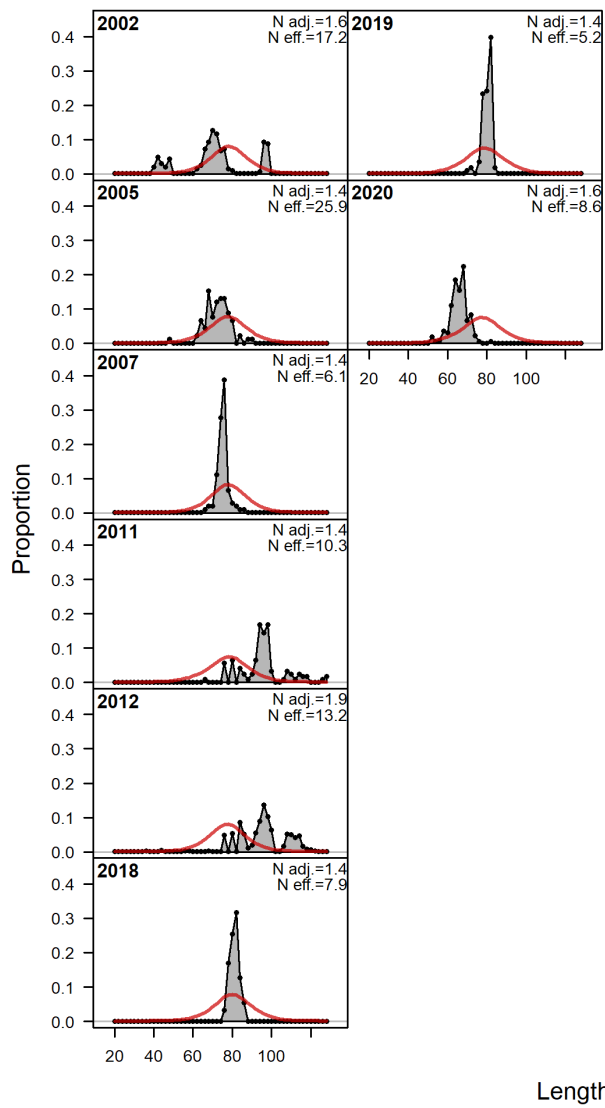 2002
N adj.=1.6
N eff.=17.2
0.4
0.3
0.2
0.1
0.0
2019
N adj.=1.4
N eff.=5.2
2005
N adj.=1.4
N eff.=25.9
0.4
0.3
0.2
0.1
0.0
2020
N adj.=1.6
N eff.=8.6
20 40 60 80 100
2007
N adj.=1.4
N eff.=6.1
0.4
0.3
0.2
0.1
0.0
2011
N adj.=1.4
N eff.=10.3
0.4
0.3
0.2
0.1
0.0
2012
N adj.=1.9
N eff.=13.2
0.4
0.3
0.2
0.1
0.0
2018
N adj.=1.4
N eff.=7.9
0.4
0.3
0.2
0.1
0.0
20 40 60 80 100
Proportion
Length